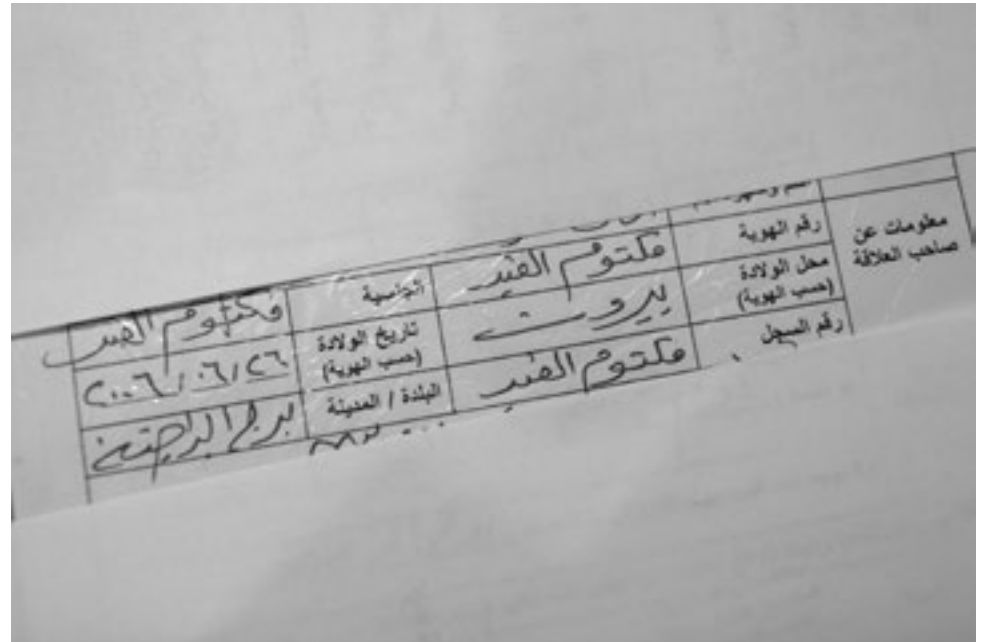 معلومات عن صاحب العلاقة
رقم الهوية مكتوم القيد الجنسية مكتوم القيد
محل الولادة (حسب الهوية) بيروت تاريخ الولادة (حسب الهوية) ٢٦/٠٦/٢٠٠٦
رقم السجل مكتوم القيد البلدة / المدينة برج البراجنة